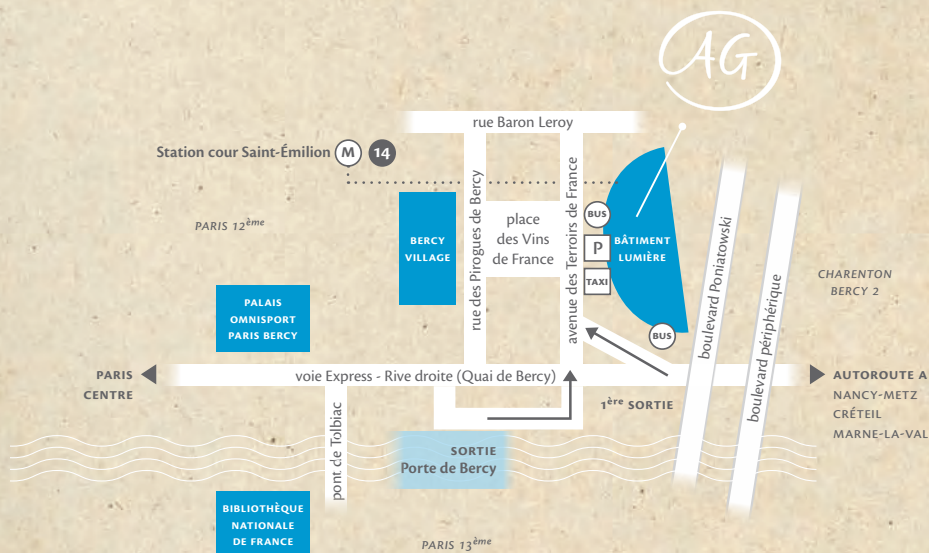 AG
rue Baron Leroy
Station cour Saint-Émilion M 14
PARIS 12ème
BERCY
VILLAGE
rue des Pirogues de Bercy
place
des Vins
de France
avenue des Terroirs de France
BUS
P
TAXI
BÂTIMENT
LUMIÈRE
BUS
boulevard Poniatowski
boulevard périphérique
CHARENTON
BERCY 2
PALAIS
OMNISPORT
PARIS BERCY
PARIS
CENTRE
voie Express - Rive droite (Quai de Bercy)
1ère SORTIE
AUTOROUTE A
NANCY-METZ
CRÉTEIL
MARNE-LA-VAL
pont de Tolbiac
SORTIE
Porte de Bercy
BIBLIOTHÈQUE
NATIONALE
DE FRANCE
PARIS 13ème